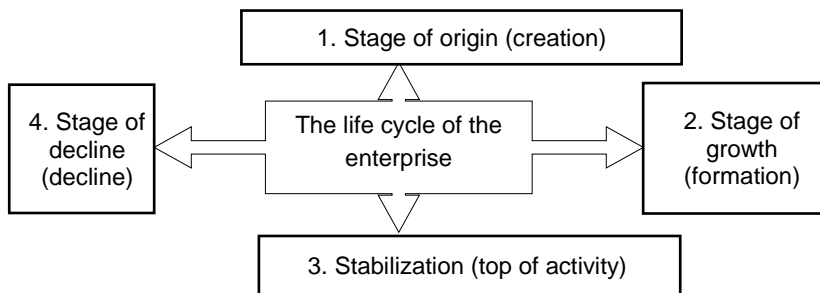 1. Stage of origin (creation)
4. Stage of
decline
(decline)
The life cycle of the
enterprise
2. Stage of
growth
(formation)
3. Stabilization (top of activity)